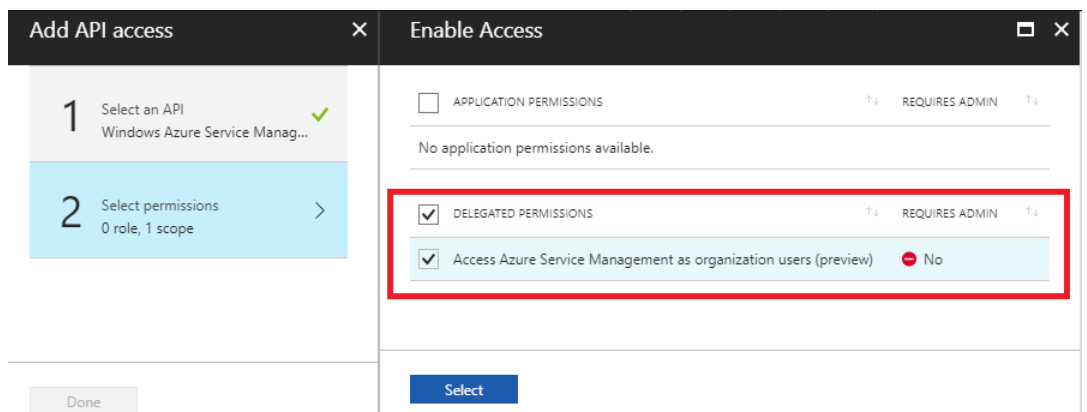 Add API access
1
Select an API
Windows Azure Service Manag...
2
Select permissions
0 role, 1 scope
Done
Enable Access
APPLICATION PERMISSIONS
REQUIRES ADMIN
No application permissions available.
DELEGATED PERMISSIONS
REQUIRES ADMIN
Access Azure Service Management as organization users (preview)
No
Select